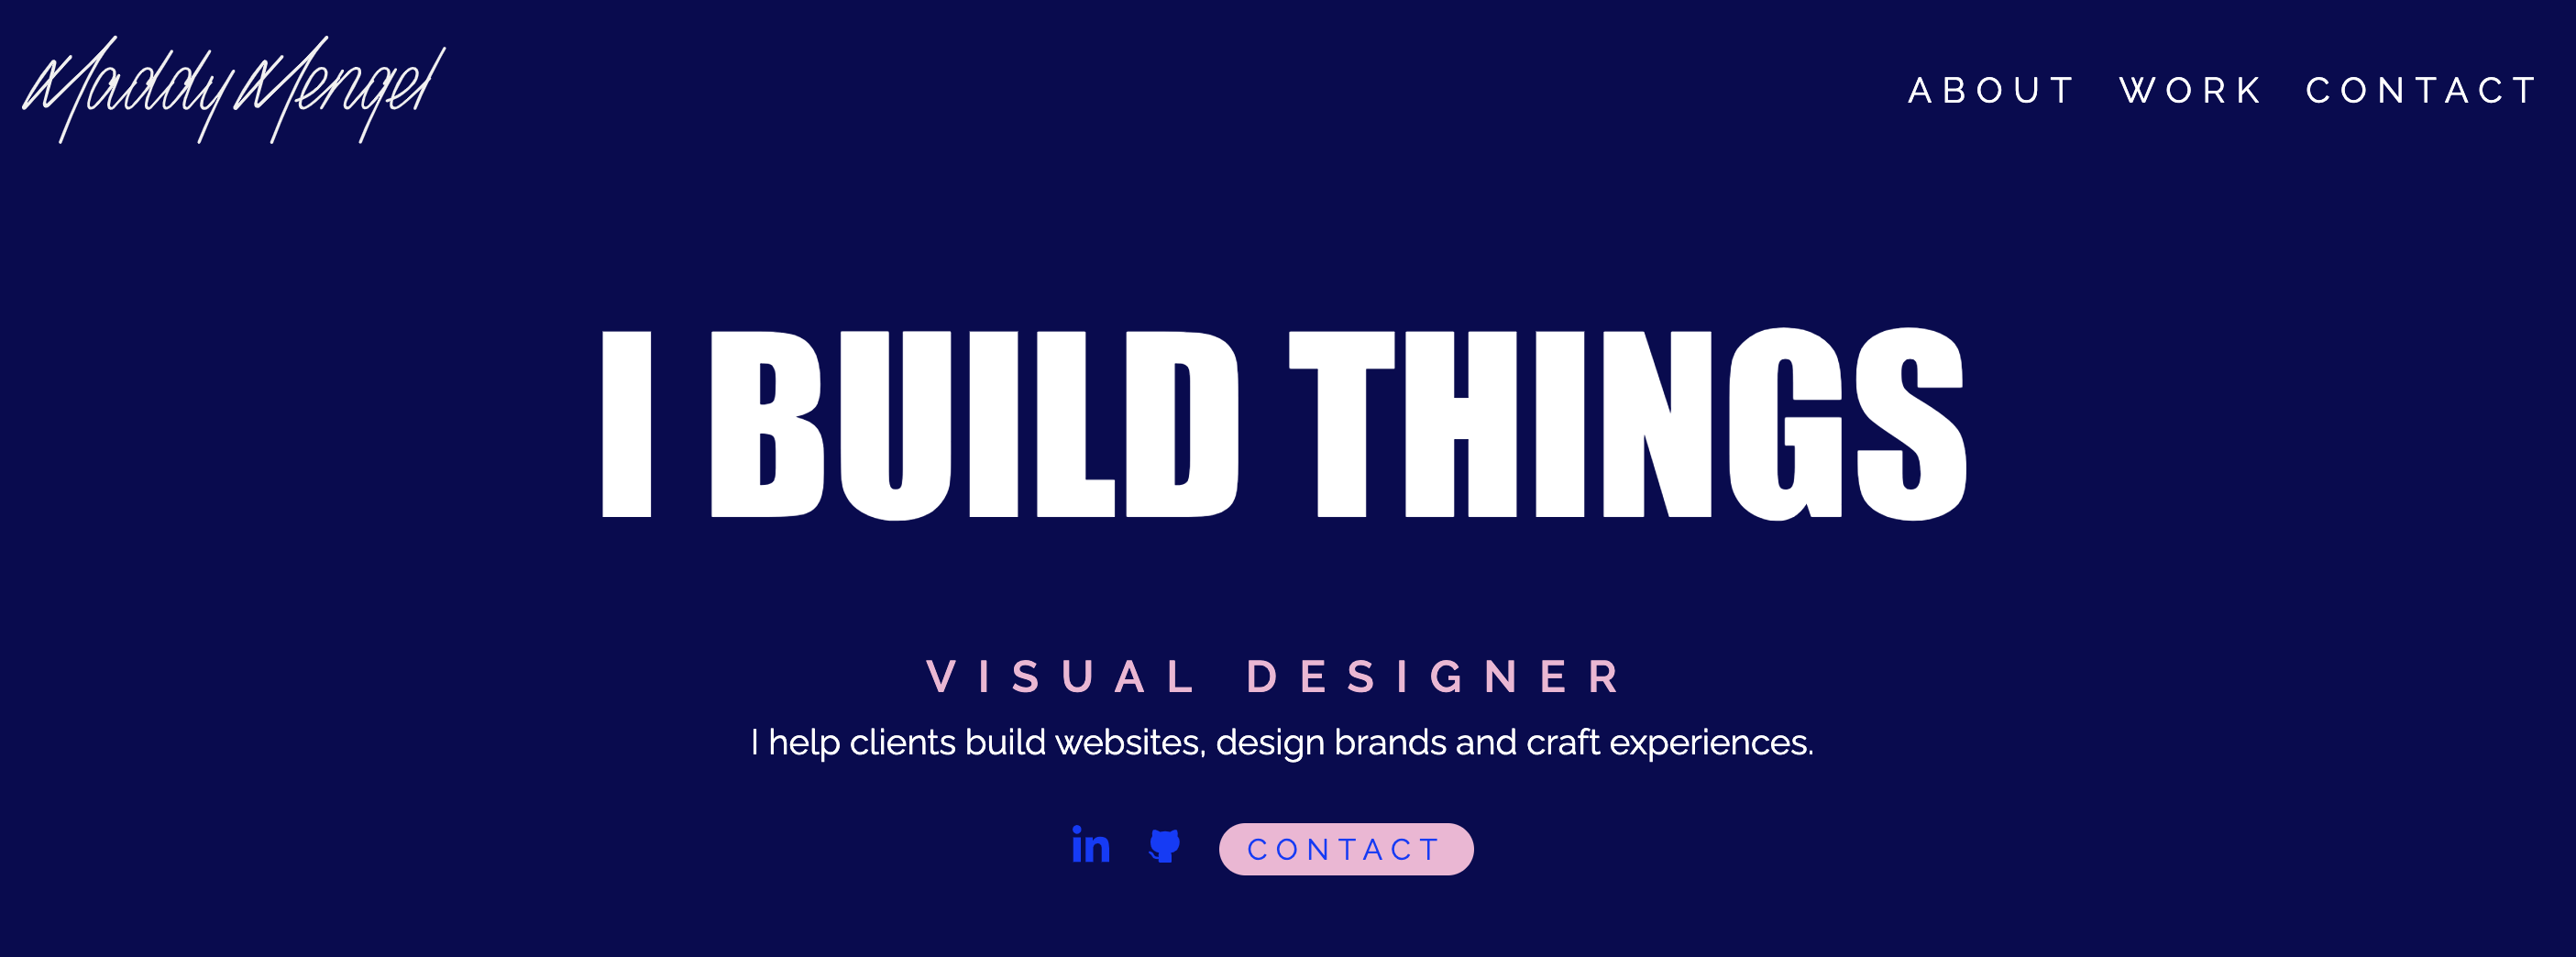 Maddy Mengel
ABOUT WORK CONTACT
I BUILD THINGS
VISUAL DESIGNER
I help clients build websites, design brands and craft experiences.
in
CONTACT